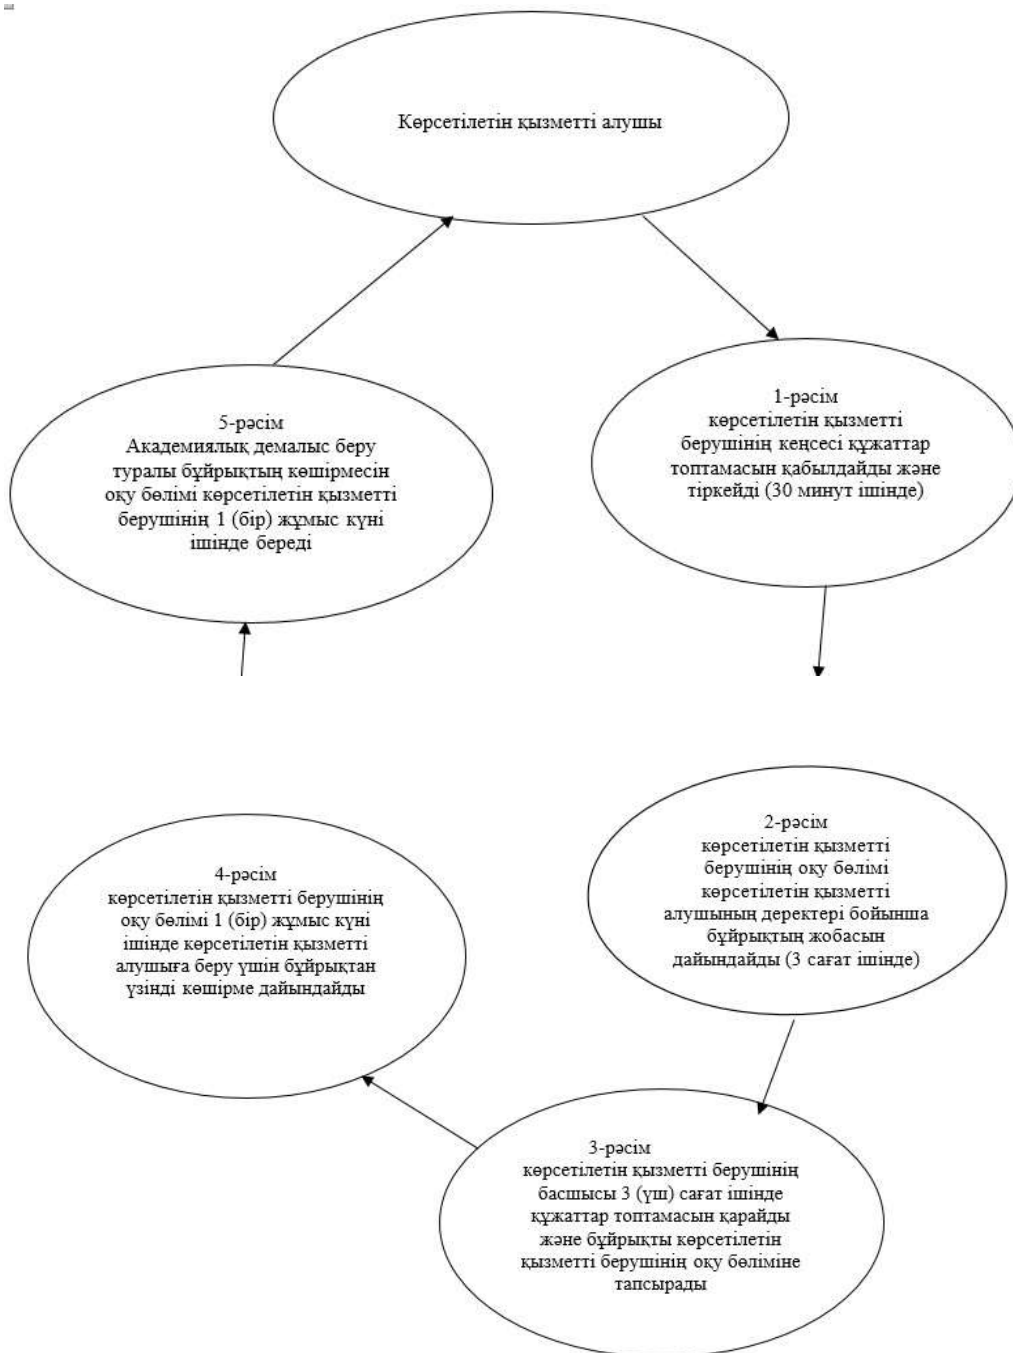 Көрсетілетін қызметті алушы
1-рәсім
көрсетілетін қызметті
берушінің кеңсесі құжаттар
топтамасын қабылдайды және
тіркейді (30 минут ішінде)
2-рәсім
көрсетілетін қызметті
берушінің оқу бөлімі
көрсетілетін қызметті
алушының деректері бойынша
бұйрықтың жобасын
дайындайды (3 сағат ішінде)
3-рәсім
көрсетілетін қызметті берушінің
басшысы 3 (үш) сағат ішінде
құжаттар топтамасын қарайды
және бұйрықты көрсетілетін
қызметті берушінің оқу бөліміне
тапсырады
4-рәсім
көрсетілетін қызметті берушінің
оқу бөлімі 1 (бір) жұмыс күні
ішінде көрсетілетін қызметті
алушыға беру үшін бұйрықтан
үзінді көшірме дайындайды
5-рәсім
Академиялық демалыс беру
туралы бұйрықтың көшірмесін
оқу бөлімі көрсетілетін қызметті
берушінің 1 (бір) жұмыс күні
ішінде береді